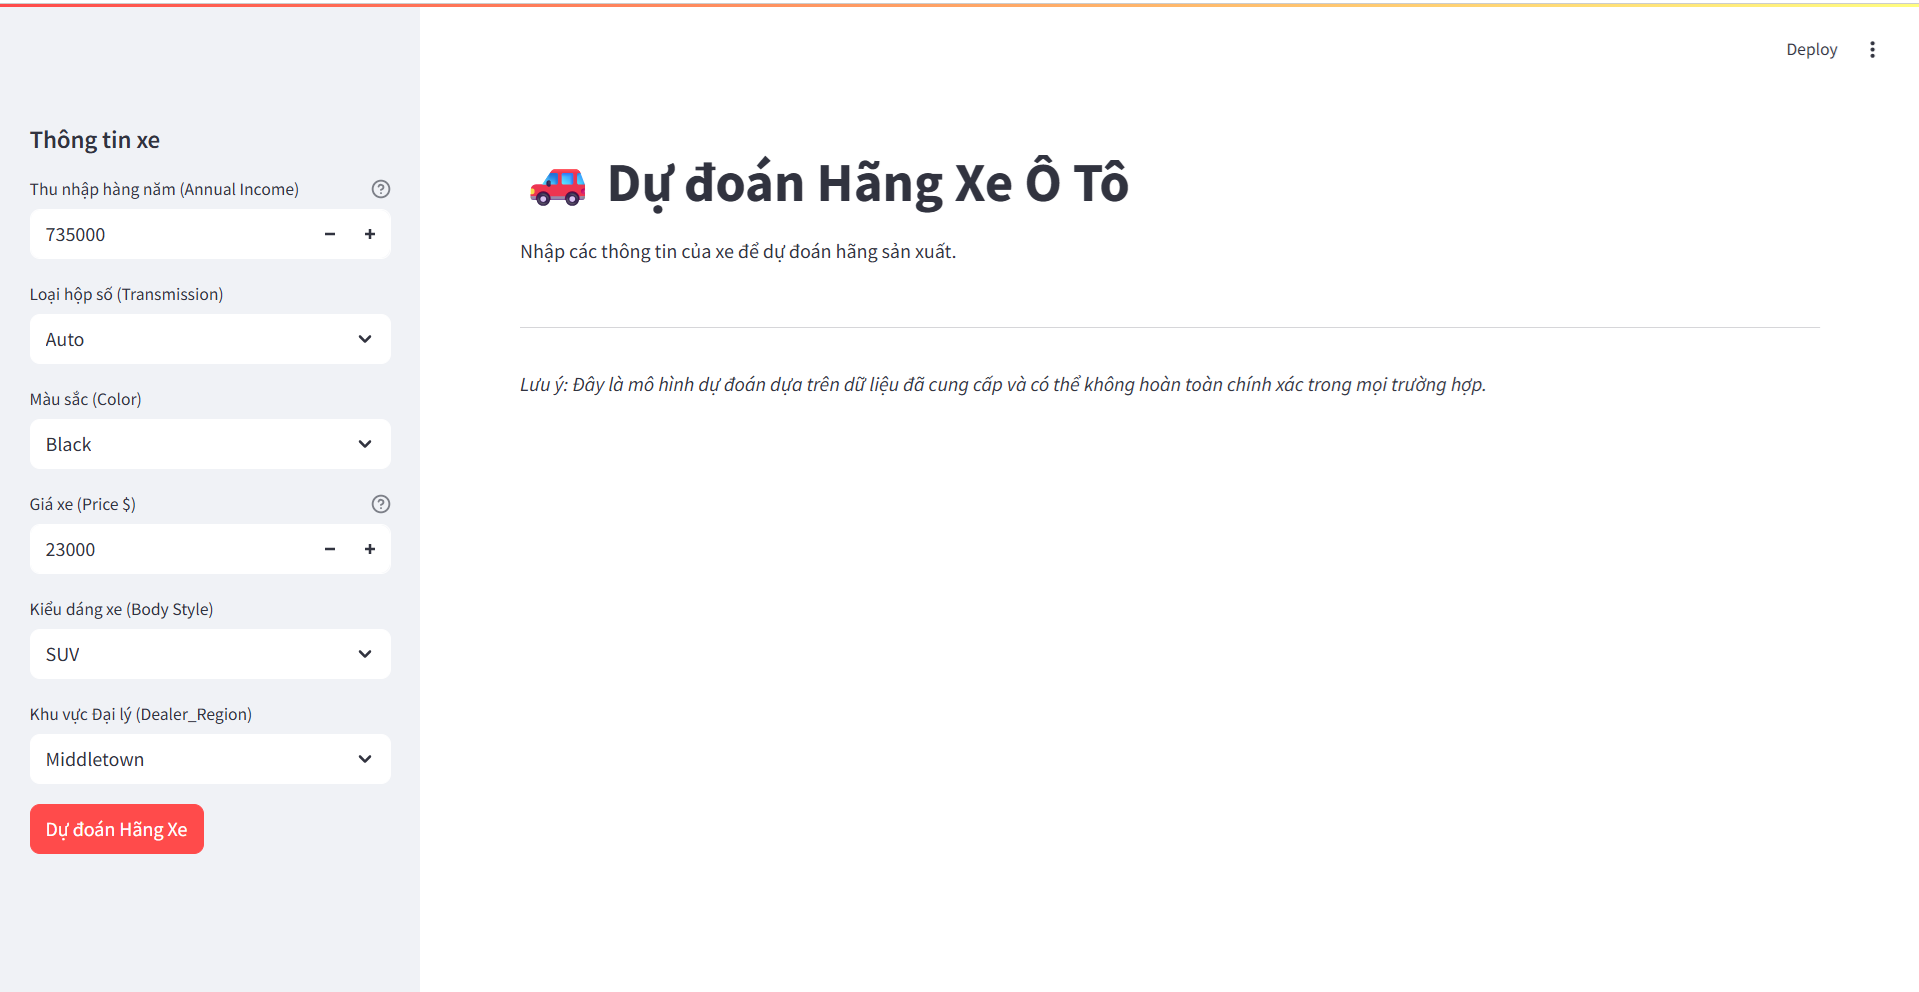 Deploy
Thông tin xe
Thu nhập hàng năm (Annual Income)
735000
Loại hộp số (Transmission)
Auto
Màu sắc (Color)
Black
Giá xe (Price $)
23000
Kiểu dáng xe (Body Style)
SUV
Khu vực Đại lý (Dealer_Region)
Middletown
Dự đoán Hãng Xe
Dự đoán Hãng Xe Ô Tô
Nhập các thông tin của xe để dự đoán hãng sản xuất.
Lưu ý: Đây là mô hình dự đoán dựa trên dữ liệu đã cung cấp và có thể không hoàn toàn chính xác trong mọi trường hợp.